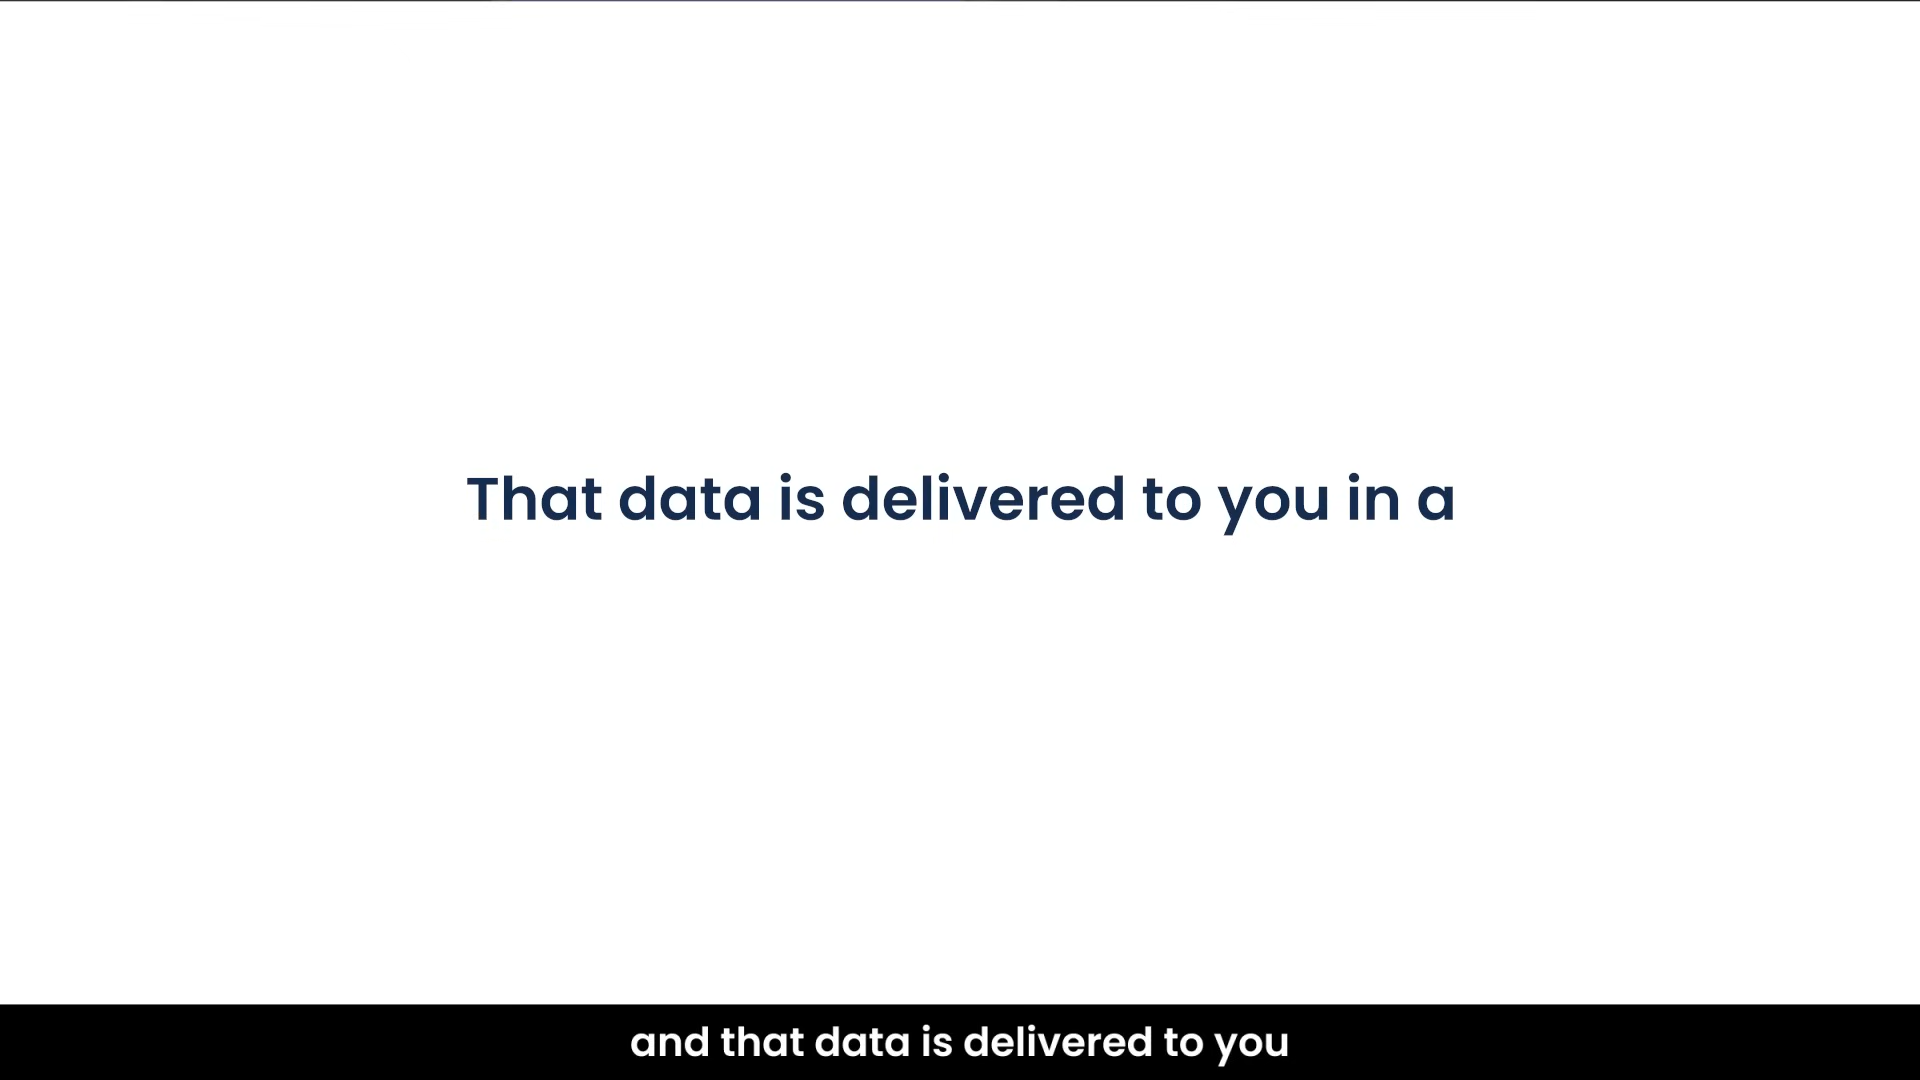 That data is delivered to you in a
and that data is delivered to you